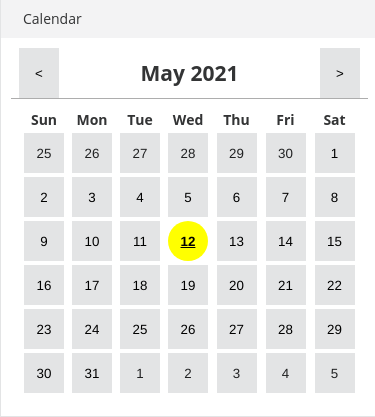 Calendar
< May 2021 >
Sun Mon Tue Wed Thu Fri Sat
25 26 27 28 29 30 1
2 3 4 5 6 7 8
9 10 11 12 13 14 15
16 17 18 19 20 21 22
23 24 25 26 27 28 29
30 31 1 2 3 4 5